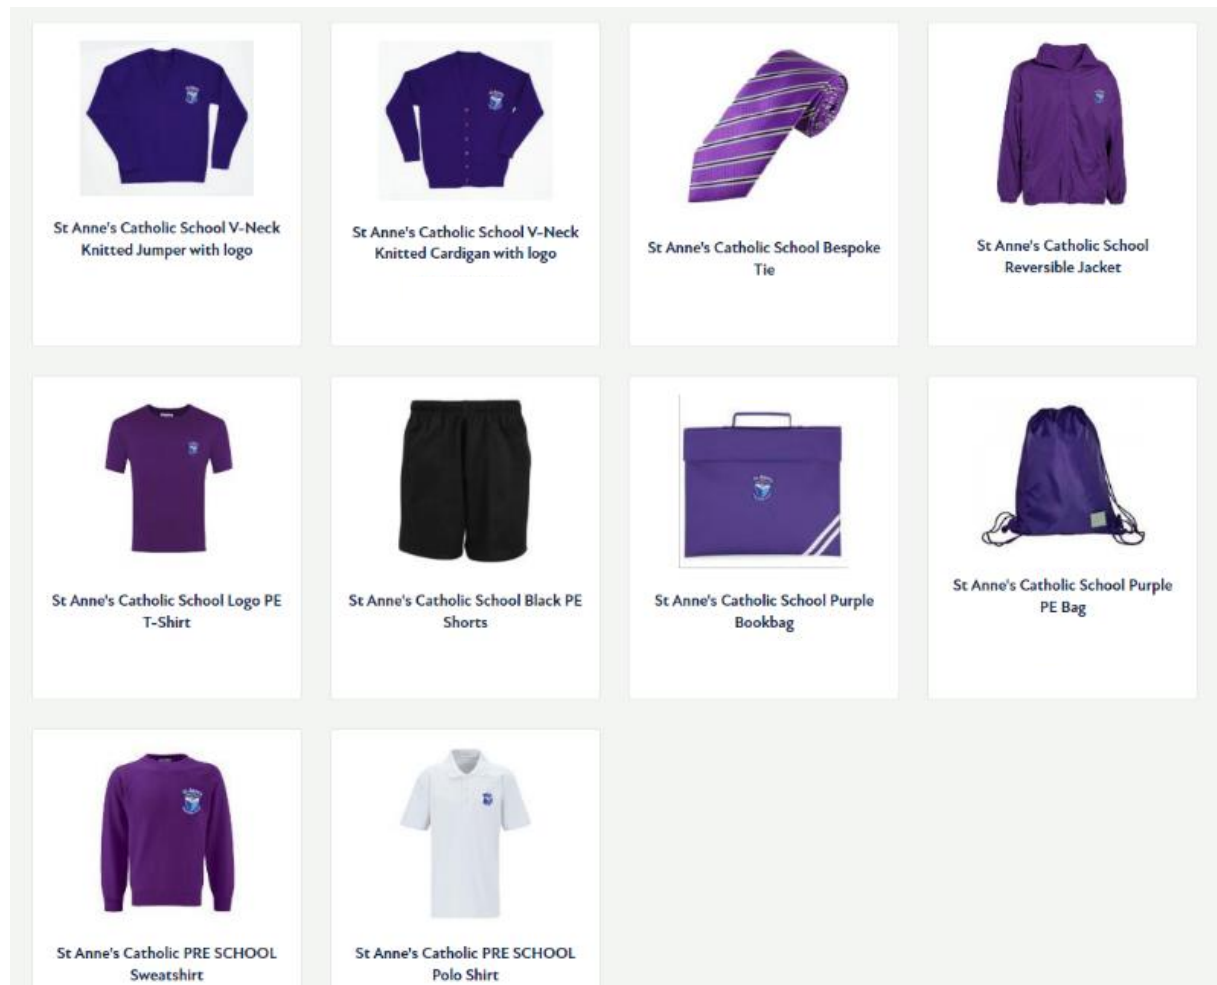 St Anne's Catholic School V-Neck
Knitted Jumper with logo
St Anne's Catholic School V-Neck
Knitted Cardigan with logo
St Anne's Catholic School Bespoke
Tie
St Anne's Catholic School
Reversible Jacket
St Anne's Catholic School Logo PE
T-Shirt
St Anne's Catholic School Black PE
Shorts
St Anne's Catholic School Purple
Bookbag
St Anne's Catholic School Purple
PE Bag
St Anne's Catholic PRE SCHOOL
Sweatshirt
St Anne's Catholic PRE SCHOOL
Polo Shirt